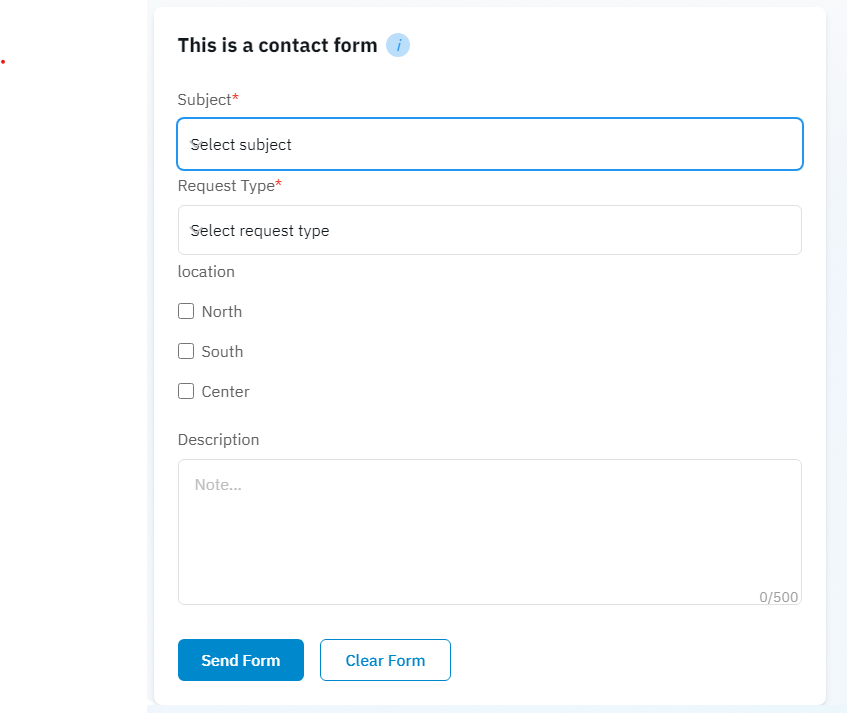 This is a contact form i
Subject*
Select subject
Request Type*
Select request type
location
North
South
Center
Description
Note...
0/500
Send Form Clear Form